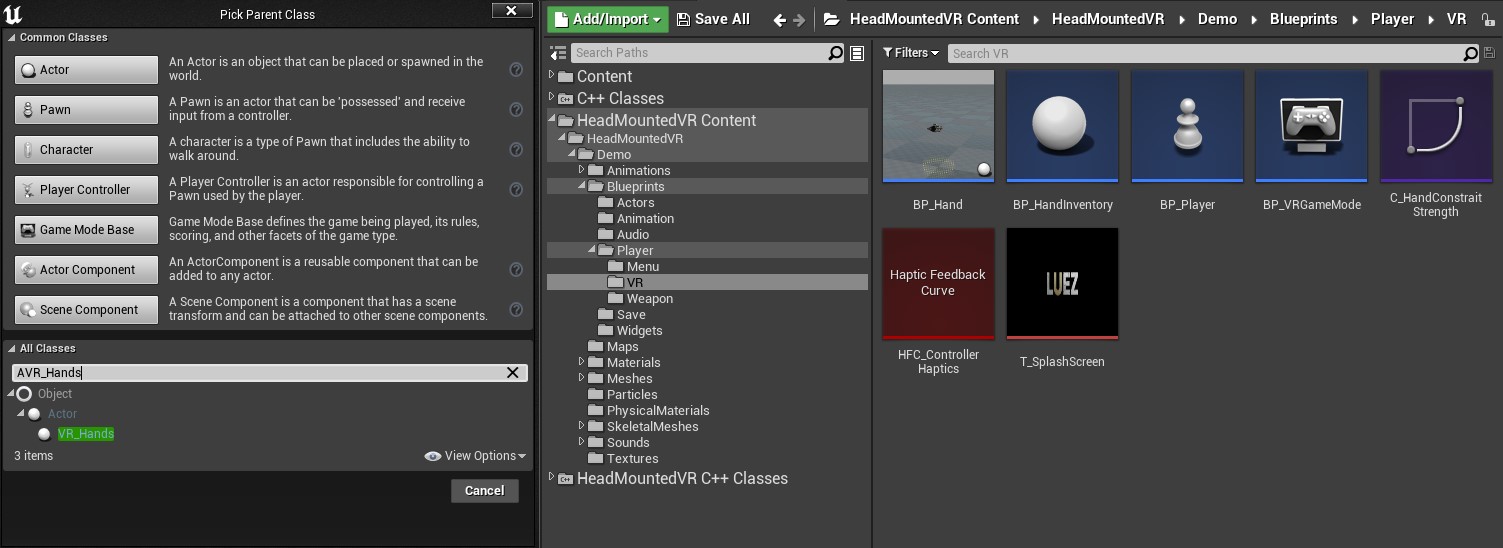 Pick Parent Class
Common Classes
Actor
An Actor is an object that can be placed or spawned in the
world.
Pawn
A Pawn is an actor that can be 'possessed' and receive
input from a controller.
Character
A character is a type of Pawn that includes the ability to
walk around.
Player Controller
A Player Controller is an actor responsible for controlling a
Pawn used by the player.
Game Mode Base
Game Mode Base defines the game being played, its rules,
scoring, and other facets of the game type.
Actor Component
An ActorComponent is a reusable component that can be
added to any actor.
Scene Component
A Scene Component is a component that has a scene
transform and can be attached to other scene components.
All Classes
AVR_Hands
Object
Actor
VR_Hands
3 items
View Options
Cancel
Add/Import
Save All
HeadMountedVR Content
HeadMountedVR
Demo
Blueprints
Player
VR
Search Paths
Content
C++ Classes
HeadMountedVR Content
HeadMountedVR
Demo
Animations
Blueprints
Actors
Animation
Audio
Player
Menu
VR
Weapon
Save
Widgets
Maps
Materials
Meshes
Particles
PhysicalMaterials
SkeletalMeshes
Sounds
Textures
HeadMountedVR C++ Classes
Filters
Search VR
BP_Hand
BP_HandInventory
BP_Player
BP_VRGameMode
C_HandConstrait
Strength
Haptic Feedback
Curve
HFC_Controller
Haptics
LUEZ
T_SplashScreen